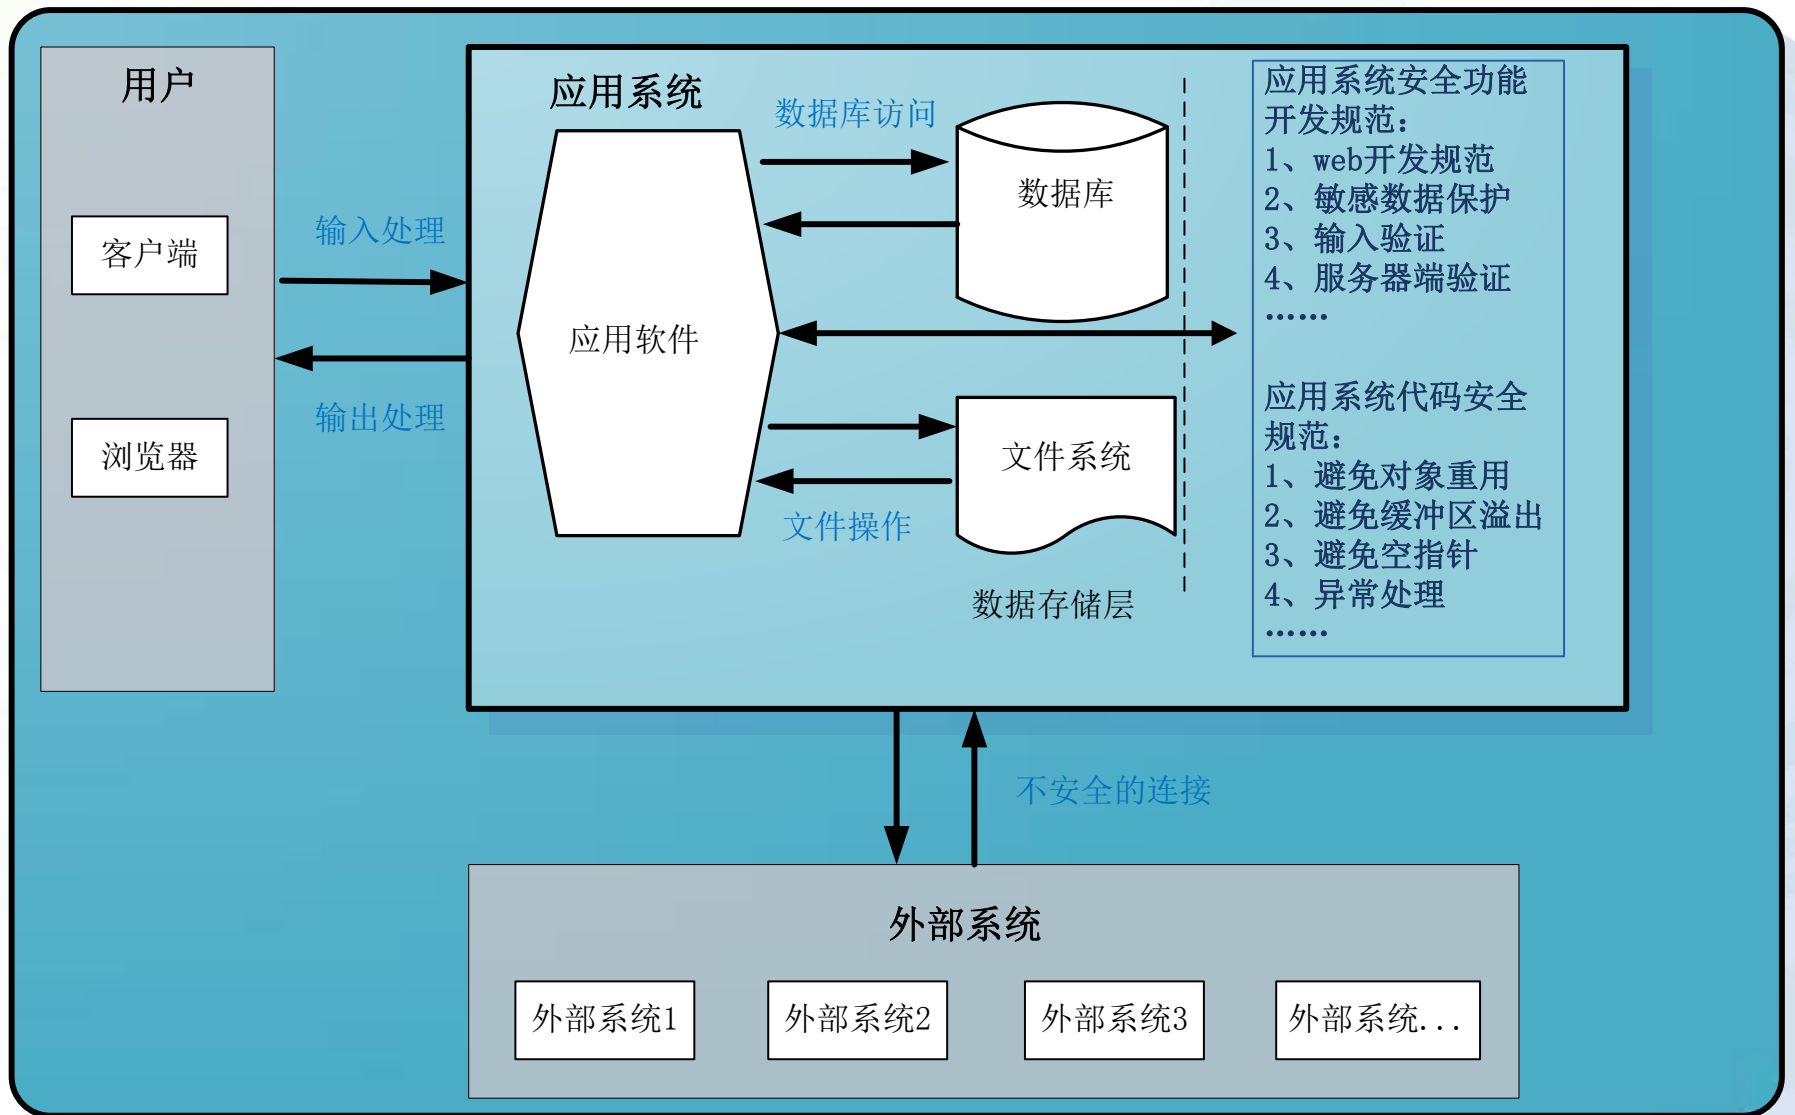 用户
客户端
浏览器
输入处理
输出处理
应用系统
应用软件
数据库访问
数据库
文件系统
文件操作
数据存储层
应用系统安全功能
开发规范：
1、web开发规范
2、敏感数据保护
3、输入验证
4、服务器端验证
……
应用系统代码安全
规范：
1、避免对象重用
2、避免缓冲区溢出
3、避免空指针
4、异常处理
……
不安全的连接
外部系统
外部系统1
外部系统2
外部系统3
外部系统...